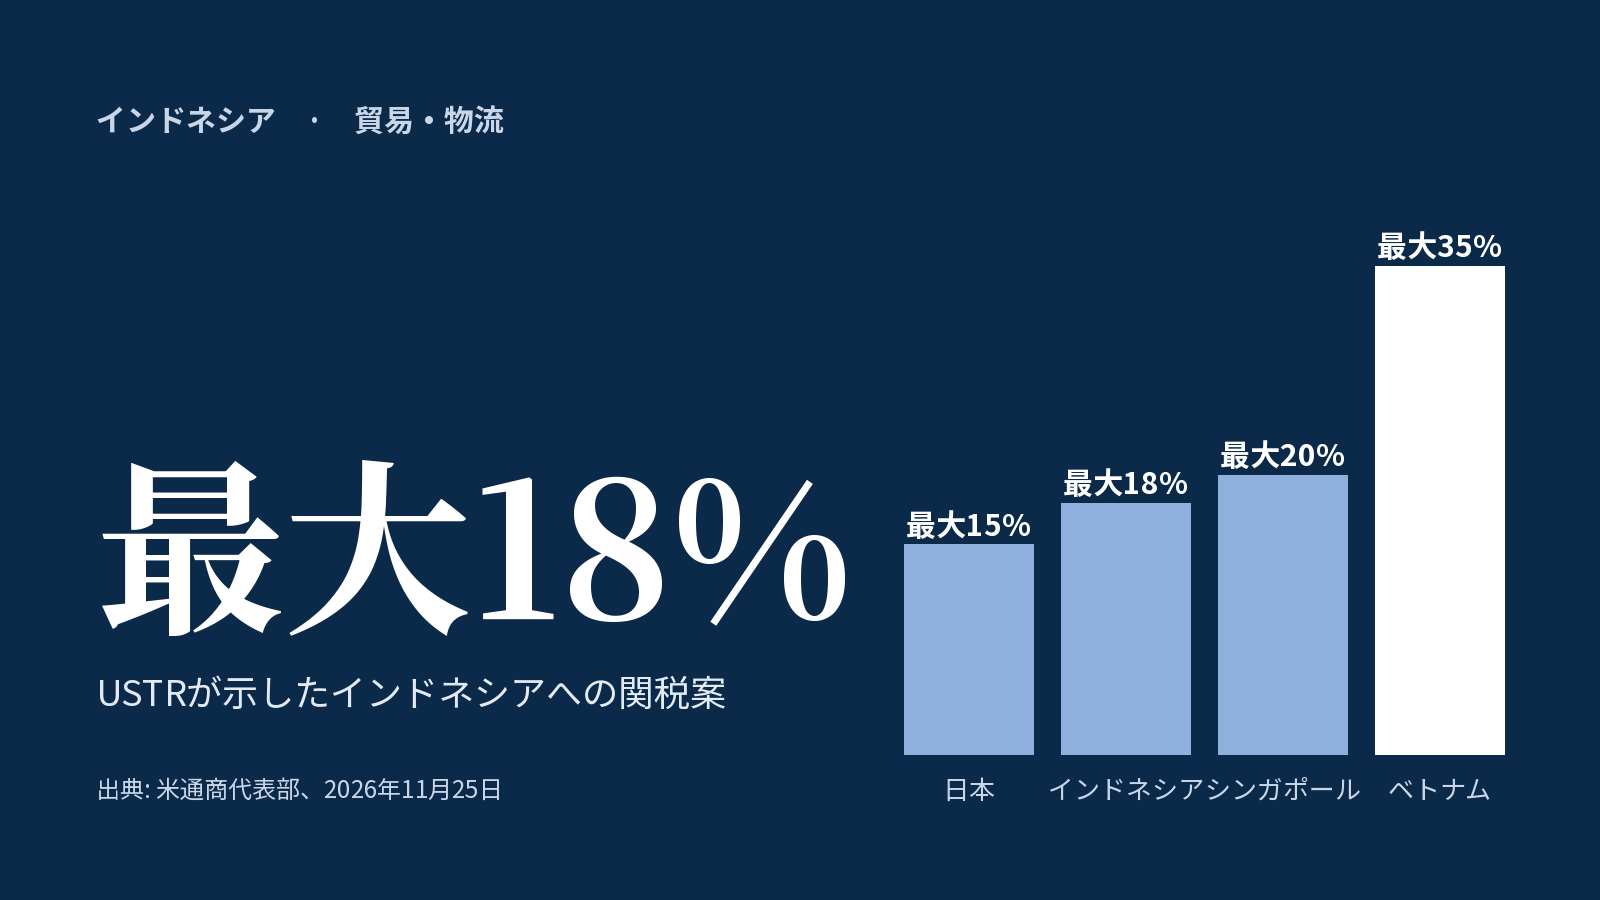 インドネシア · 貿易・物流
最大18%
USTRが示したインドネシアへの関税案
出典: 米通商代表部、2026年11月25日
最大15%
最大18%
最大20%
最大35%
日本
インドネシア
シンガポール
ベトナム